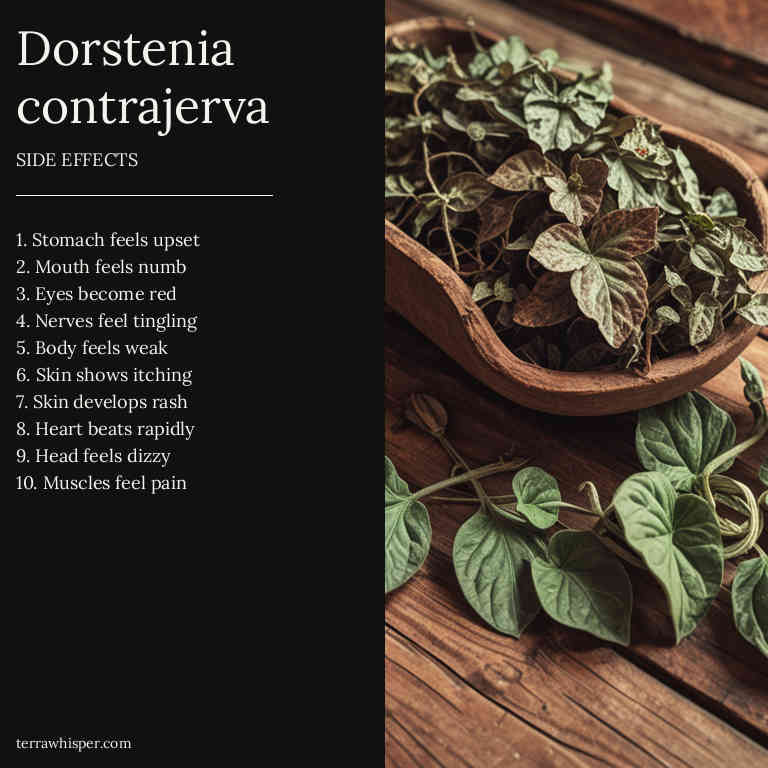 Dorstenia
contrajerva
SIDE EFFECTS
1. Stomach feels upset
2. Mouth feels numb
3. Eyes become red
4. Nerves feel tingling
5. Body feels weak
6. Skin shows itching
7. Skin develops rash
8. Heart beats rapidly
9. Head feels dizzy
10. Muscles feel pain
terrawhisper.com